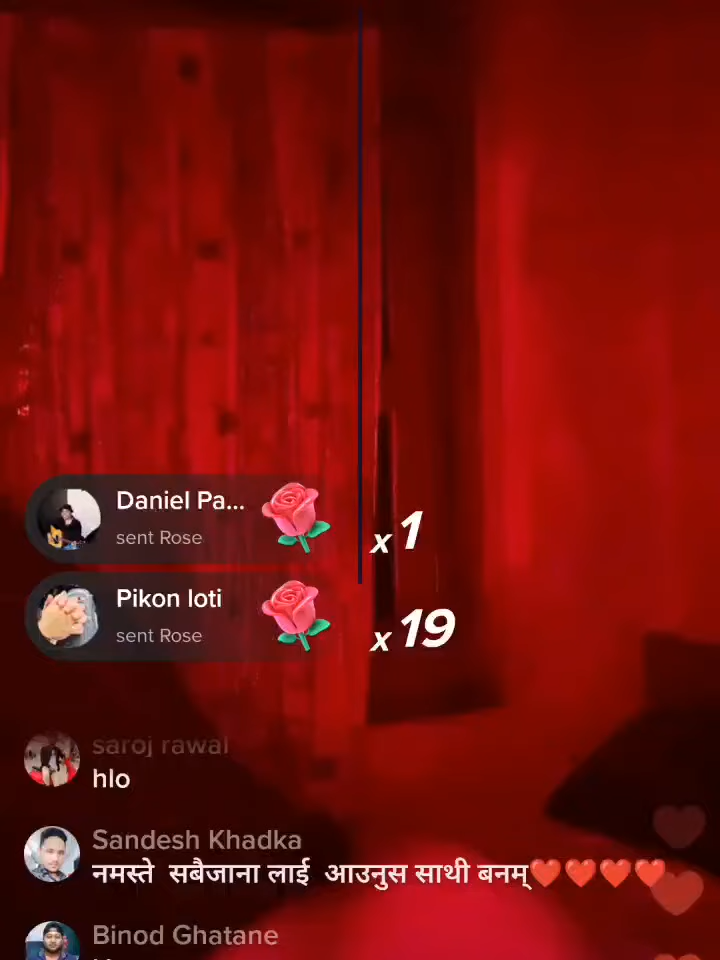 Daniel Pa...
sent Rose
x1
Pikon loti
sent Rose
x19
saroj rawal
hlo
Sandesh Khadka
नमस्ते सबैजाना लाई आउनुस साथी बनम्❤️❤️❤️❤️
Binod Ghatane